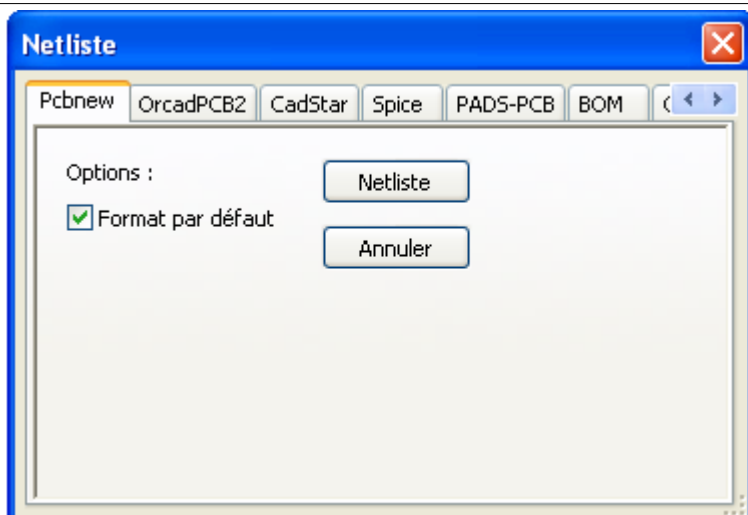 Netliste
Pcbnew OrcadPCB2 CadStar Spice PADS-PCB BOM
Options :
Netliste
Format par défaut
Annuler